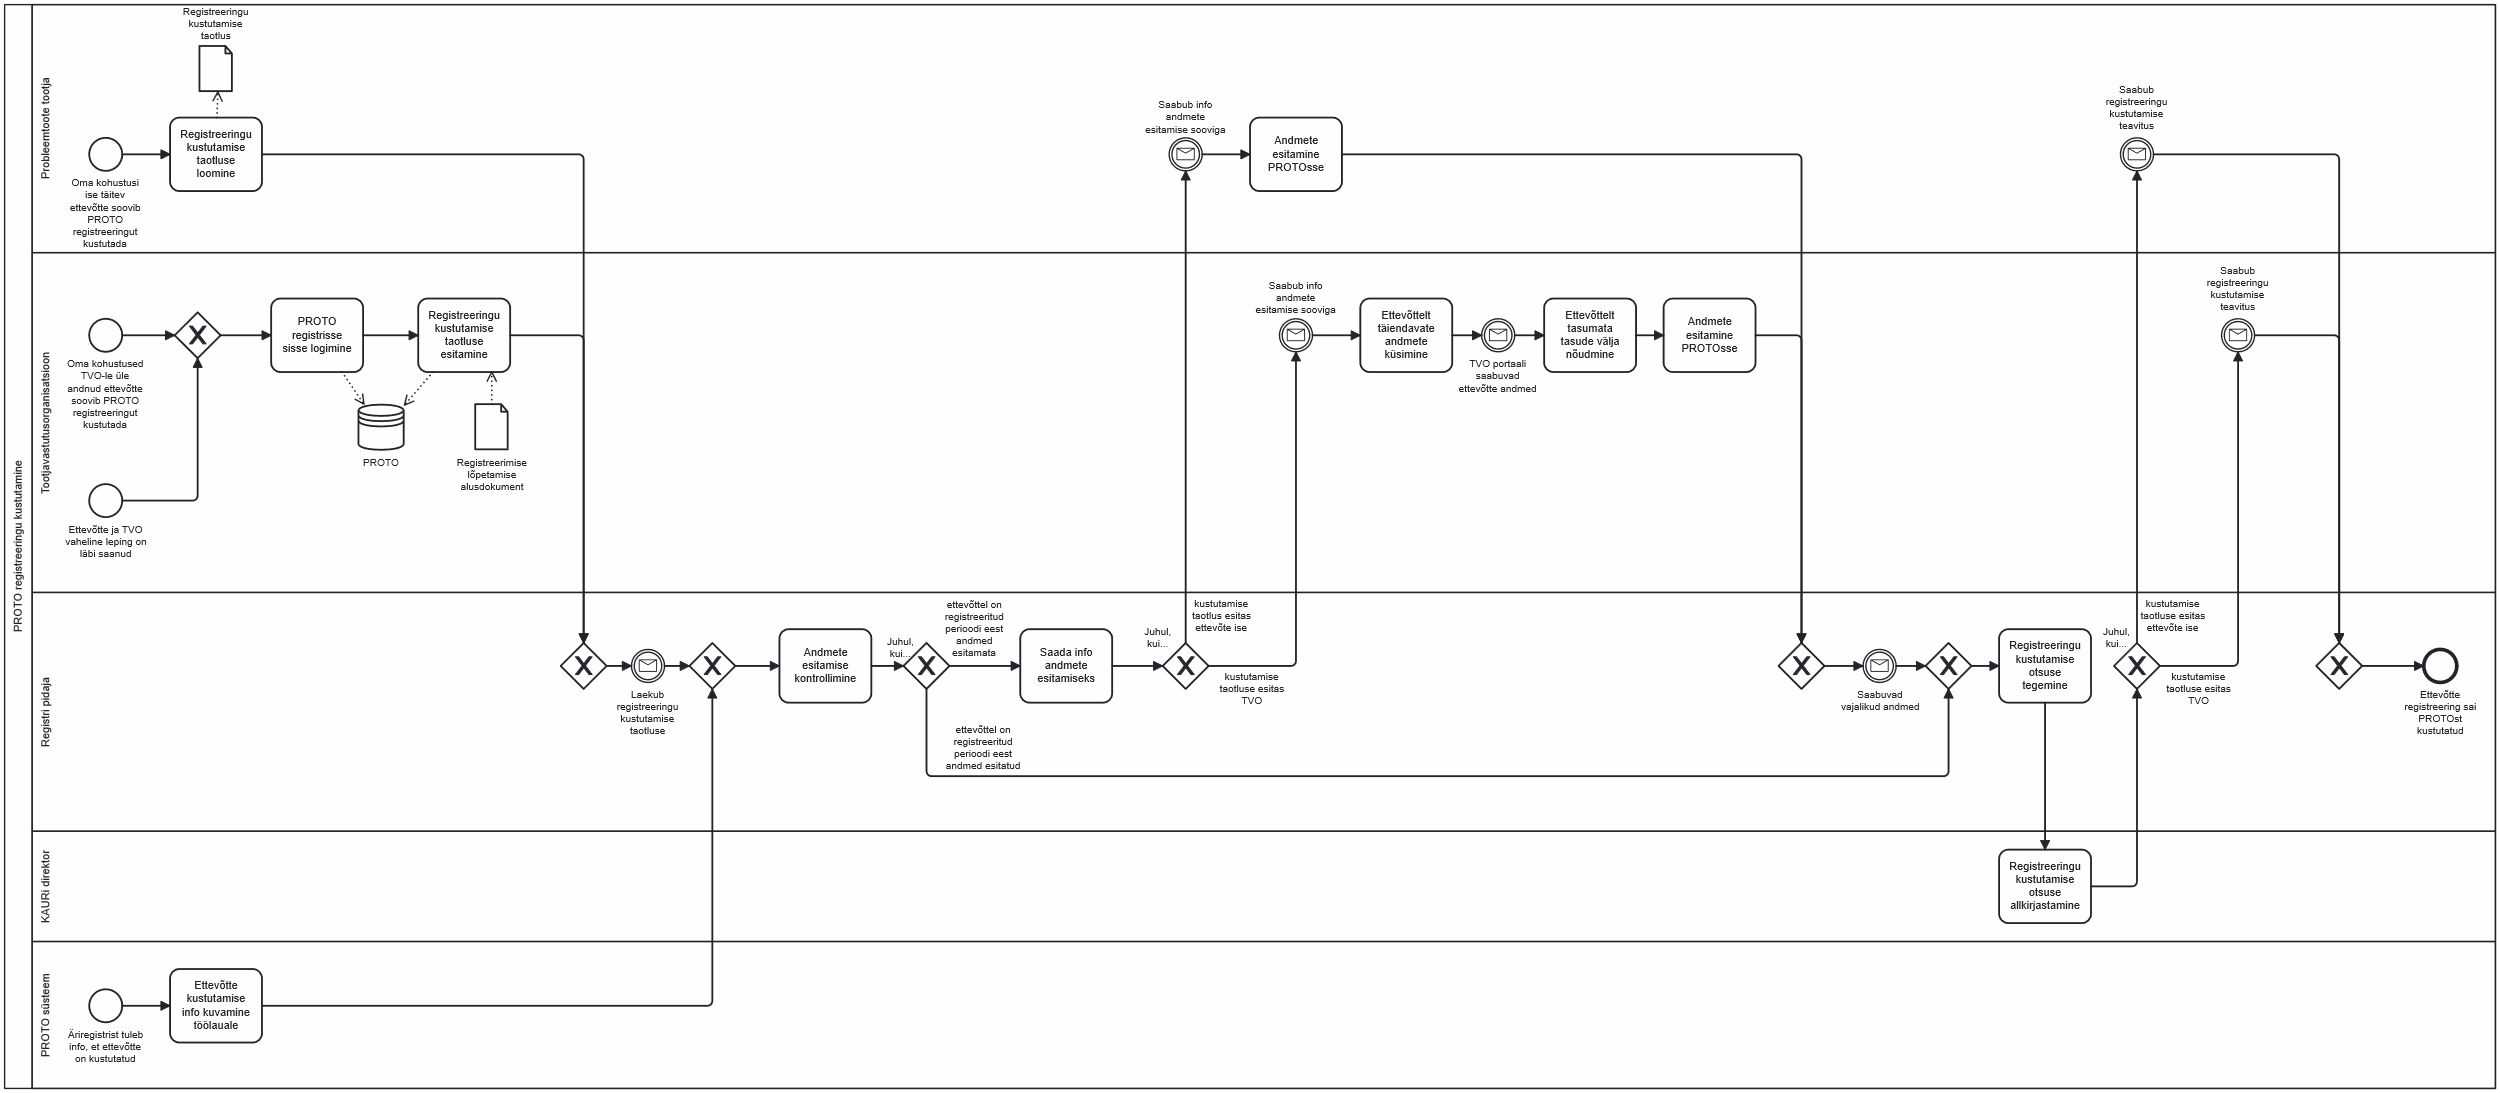 PROTO registreeringu kustutamine
Probleemtoote tootja
Registreeringu
kustutamise
taotlus
Oma kohustusi
ise täitev
ettevõtte soovib
PROTO
registreeringut
kustutada
Registreeringu
kustutamise
taotluse
loomine
Saabub info
andmete
esitamise sooviga
Andmete
esitamine
PROTOsse
Saabub
registreeringu
kustutamise
teavitus
Tootjavastutusorganisatsioon
Oma kohustused
TVO-le üle
andnud ettevõtte
soovib PROTO
registreeringut
kustutada
Ettevõtte ja TVO
vaheline leping on
läbi saanud
PROTO
registrisse
sisse logimine
Registreeringu
kustutamise
taotluse
esitamine
PROTO
Registreerimise
lõpetamise
alusdokument
Saabub info
andmete
esitamise sooviga
Ettevõttelt
täiendavate
andmete
küsimine
TVO portaali
saabuvad
ettevõtte andmed
Ettevõttelt
tasumata
tasude välja
nõudmine
Andmete
esitamine
PROTOsse
Saabub
registreeringu
kustutamise
teavitus
Registri pidaja
Laekub
registreeringu
kustutamise
taotluse
Andmete
esitamise
kontrollimine
Juhul,
kui...
ettevõttel on
registreeritud
perioodi eest
andmed
esitamata
ettevõttel on
registreeritud
perioodi eest
andmed esitatud
Saada info
andmete
esitamiseks
Juhul,
kui...
kustutamise
taotlus esitas
ettevõte ise
kustutamise
taotluse esitas
TVO
Saabuvad
vajalikud andmed
Registreeringu
kustutamise
otsuse
tegemine
Juhul,
kui...
kustutamise
taotluse esitas
ettevõte ise
kustutamise
taotluse esitas
TVO
Ettevõtte
registreering sai
PROTOst
kustutatud
KAURi direktor
Registreeringu
kustutamise
otsuse
allkirjastamine
PROTO süsteem
Äriregistrist tuleb
info, et ettevõtte
on kustutatud
Ettevõtte
kustutamise
info kuvamine
töölauale